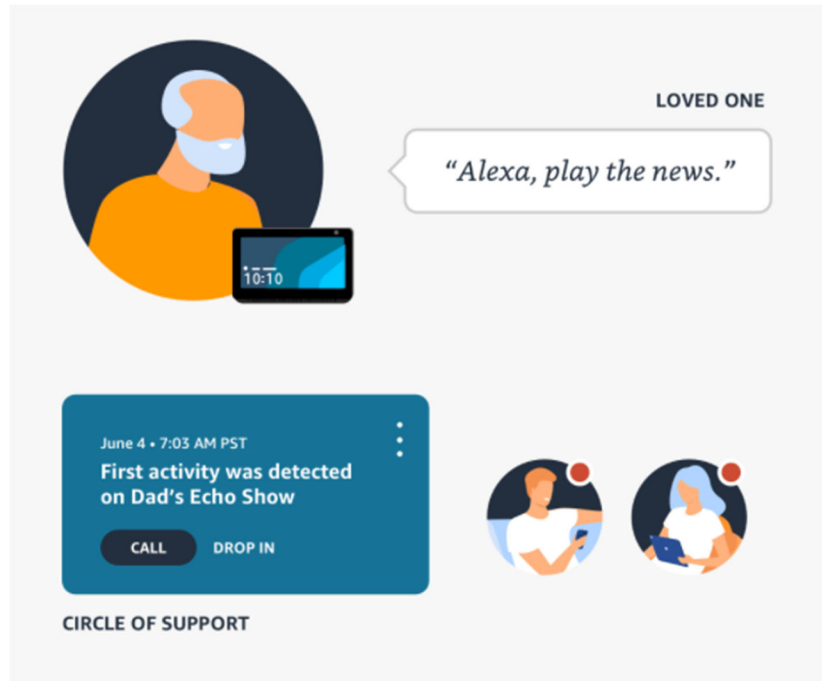 LOVED ONE
“Alexa, play the news.”
10:10
June 4 • 7:03 AM PST
First activity was detected
on Dad’s Echo Show
CALL DROP IN
CIRCLE OF SUPPORT